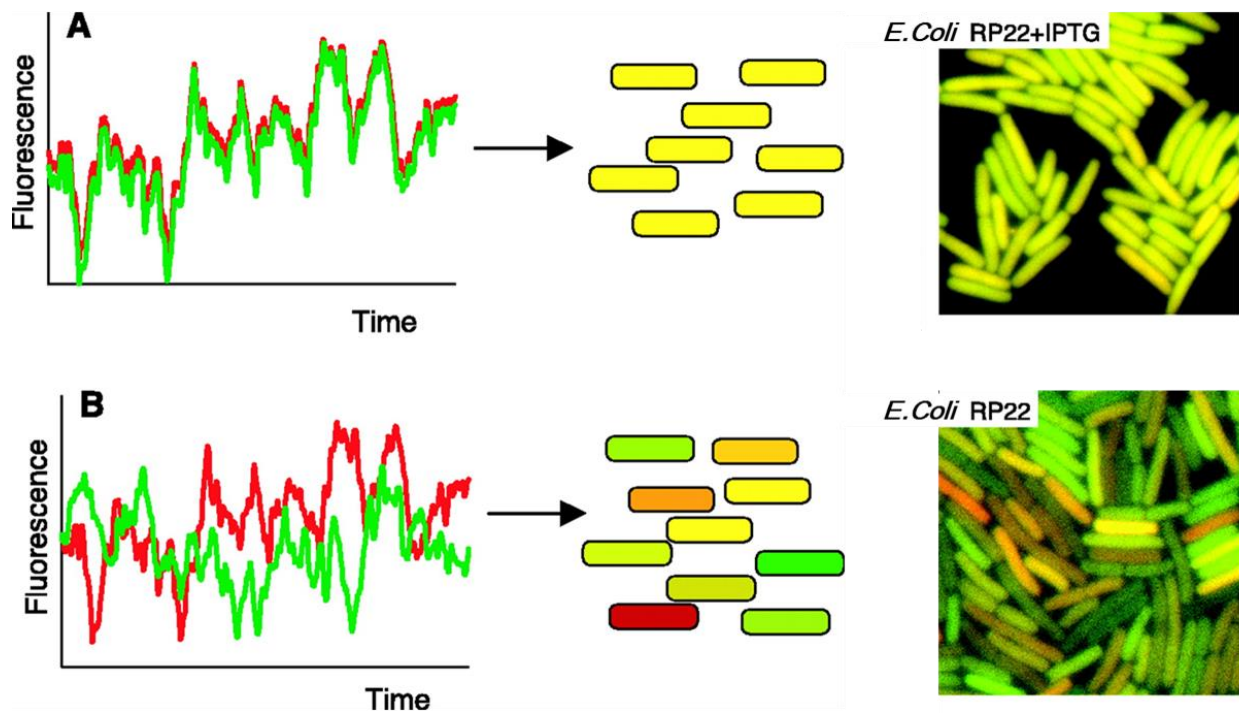 A
E.Coli RP22+IPTG
Fluorescence
Time
B
E.Coli RP22
Fluorescence
Time